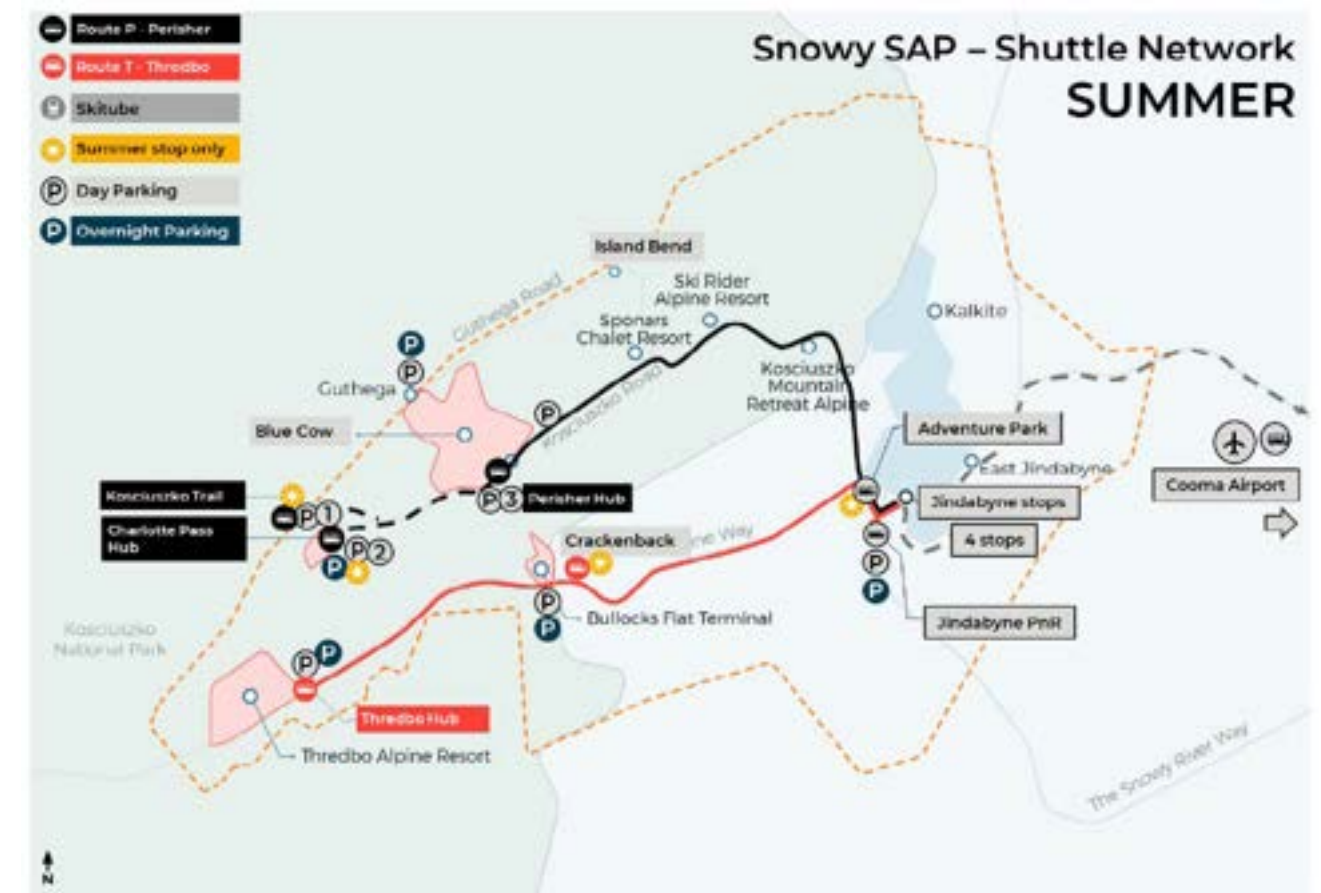 Route P - Perisher
Route T - Thredbo
Skitube
Summer stop only
Day Parking
Overnight Parking
Snowy SAP – Shuttle Network
SUMMER
Island Bend
Guthega Road
Ski Rider
Alpine Resort
Sponars
Chalet Resort
Kalkite
P
P
Guthega
Kosciuszko Road
Kosciuszko
Mountain
Retreat Alpine
P
Blue Cow
Adventure Park
East Jindabyne
Cooma Airport
Kosciuszko Trail
P 1
P 3
Perisher Hub
Jindabyne stops
Charlotte Pass
Hub
P 2
P
Crackenback
ne Way
4 stops
P
P
P
P
Bullocks Flat Terminal
Jindabyne PnR
Kosciuszko
National Park
P
P
Thredbo Hub
Thredbo Alpine Resort
The Snowy River Way
N